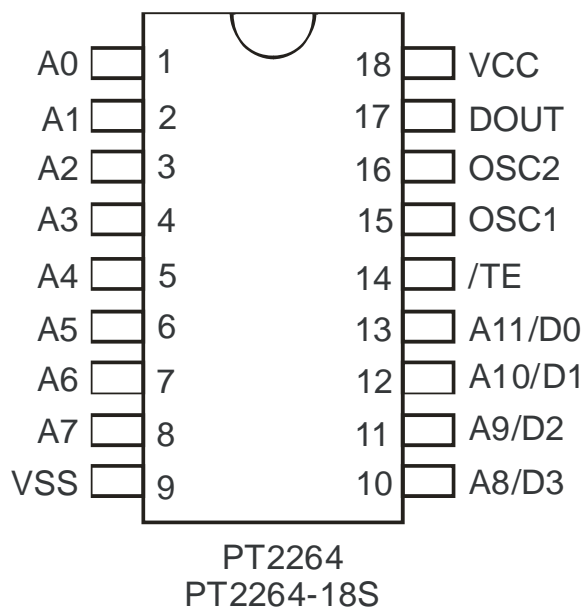 A0 1 18 VCC
A1 2 17 DOUT
A2 3 16 OSC2
A3 4 15 OSC1
A4 5 14 /TE
A5 6 13 A11/D0
A6 7 12 A10/D1
A7 8 11 A9/D2
VSS 9 10 A8/D3
PT2264
PT2264-18S